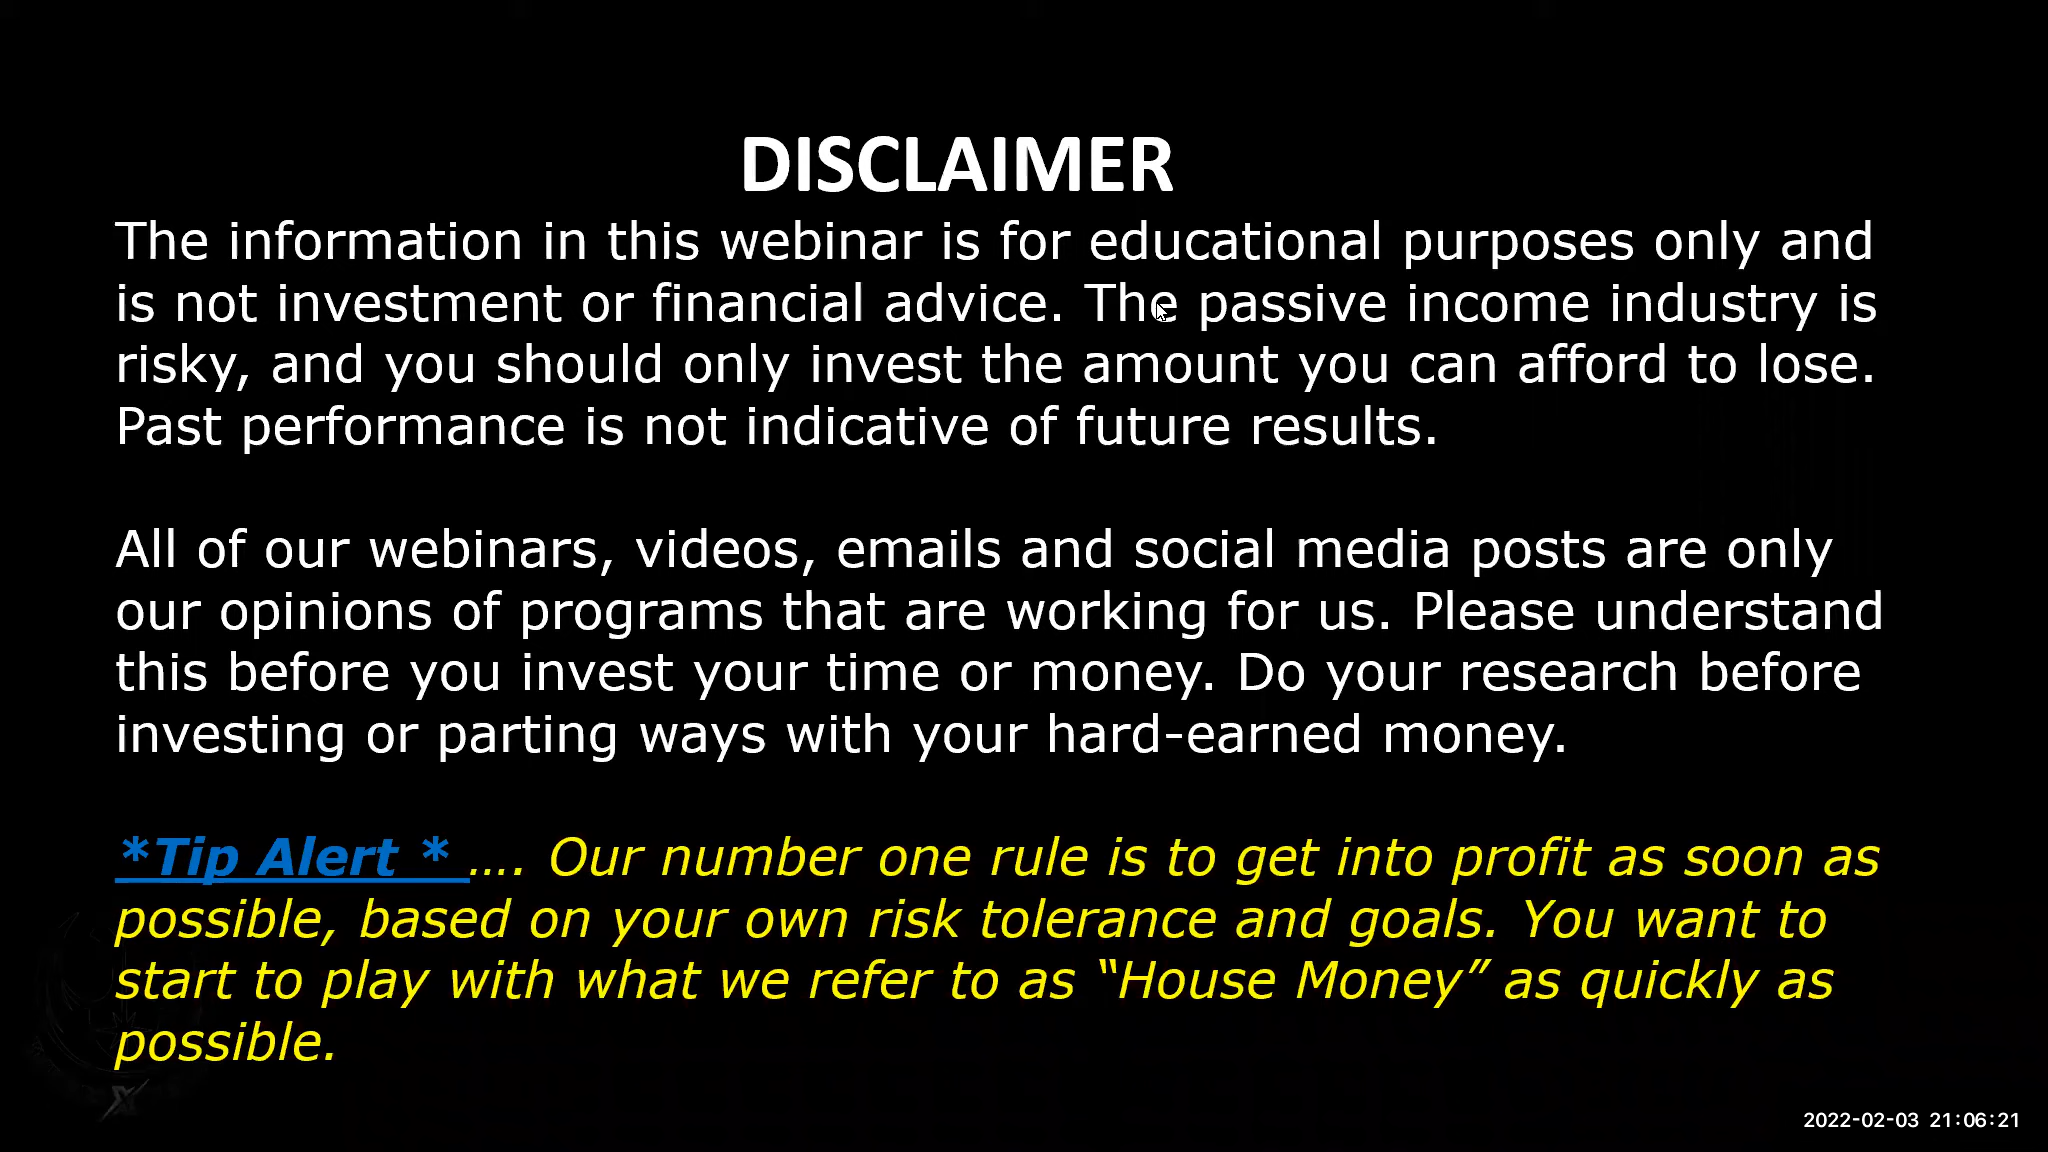 DISCLAIMER
The information in this webinar is for educational purposes only and
is not investment or financial advice. The passive income industry is
risky, and you should only invest the amount you can afford to lose.
Past performance is not indicative of future results.
All of our webinars, videos, emails and social media posts are only
our opinions of programs that are working for us. Please understand
this before you invest your time or money. Do your research before
investing or parting ways with your hard-earned money.
*Tip Alert * …. Our number one rule is to get into profit as soon as
possible, based on your own risk tolerance and goals. You want to
start to play with what we refer to as “House Money” as quickly as
possible.
2022-02-03 21:06:21